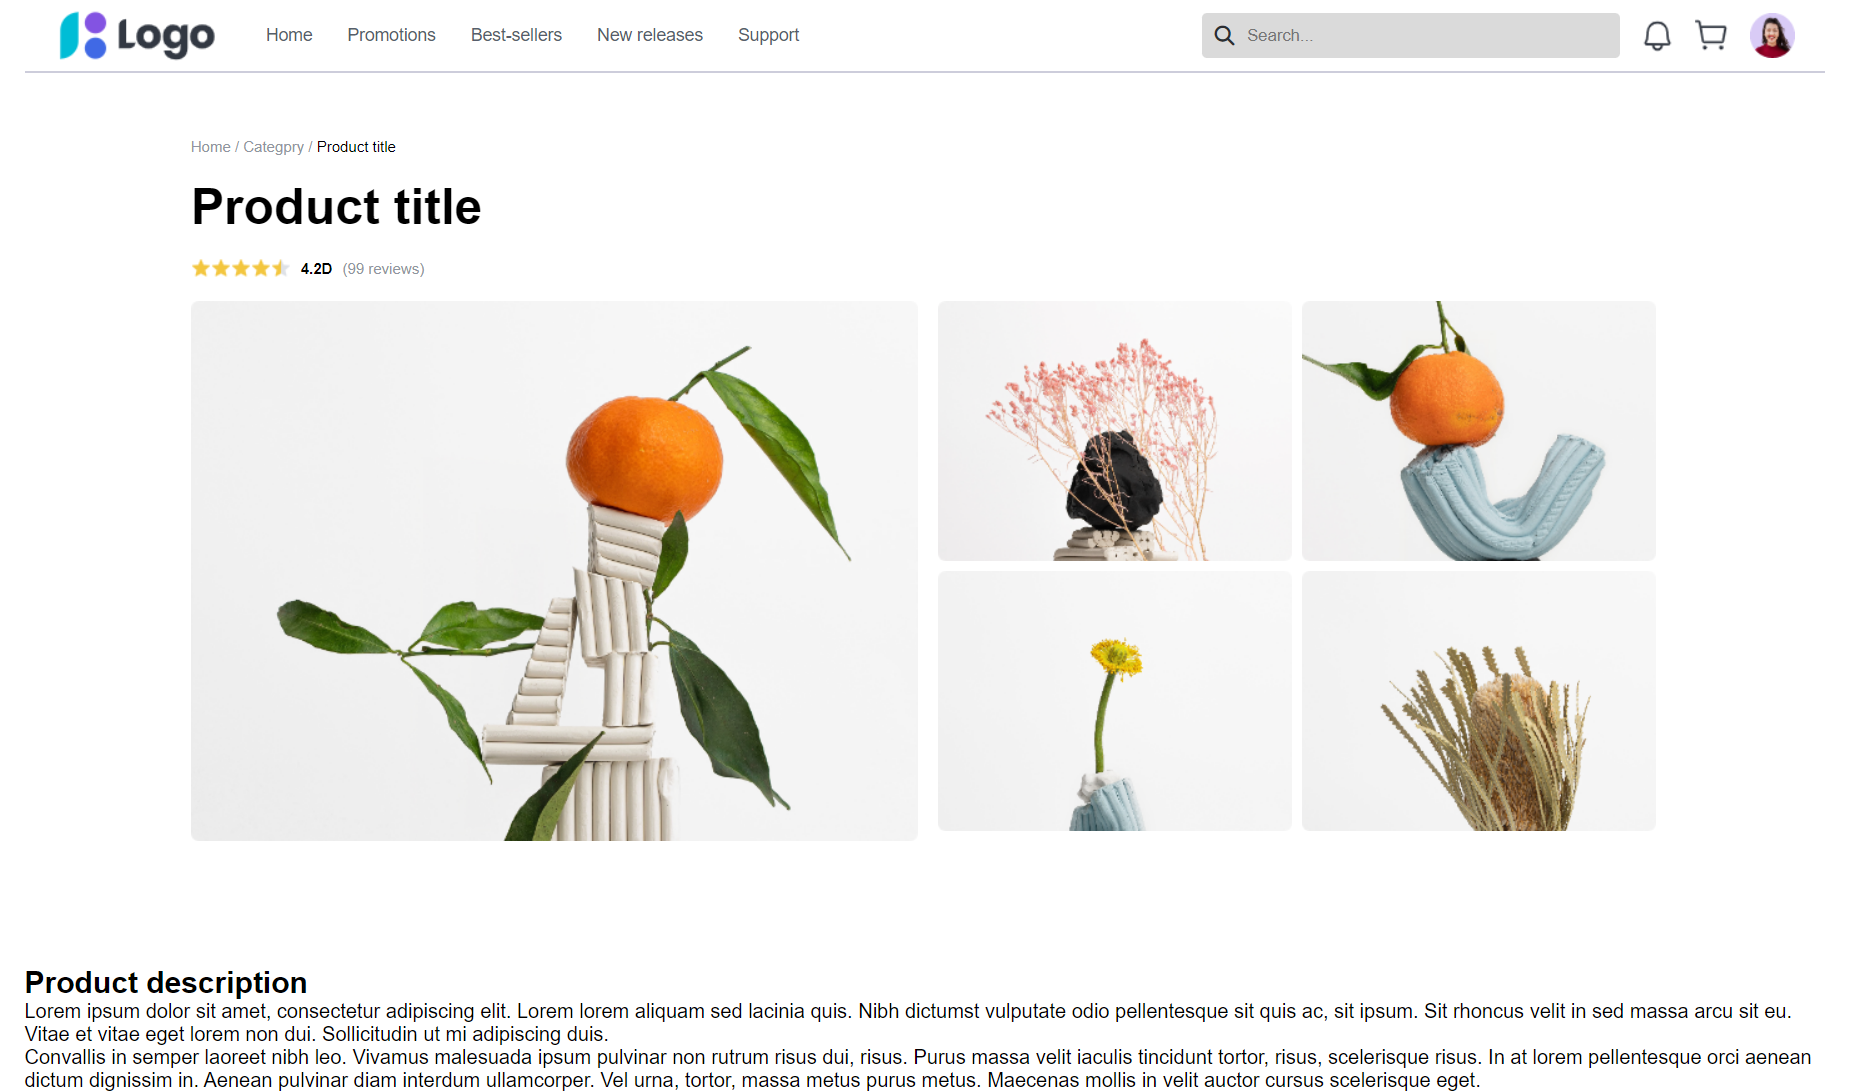 Logo
Home Promotions Best-sellers New releases Support
Search...
Home / Categpry / Product title
Product title
4.2D (99 reviews)
Product description
Lorem ipsum dolor sit amet, consectetur adipiscing elit. Lorem lorem aliquam sed lacinia quis. Nibh dictumst vulputate odio pellentesque sit quis ac, sit ipsum. Sit rhoncus velit in sed massa arcu sit eu.
Vitae et vitae eget lorem non dui. Sollicitudin ut mi adipiscing duis.
Convallis in semper laoreet nibh leo. Vivamus malesuada ipsum pulvinar non rutrum risus dui, risus. Purus massa velit iaculis tincidunt tortor, risus, scelerisque risus. In at lorem pellentesque orci aenean
dictum dignissim in. Aenean pulvinar diam interdum ullamcorper. Vel urna, tortor, massa metus purus metus. Maecenas mollis in velit auctor cursus scelerisque eget.